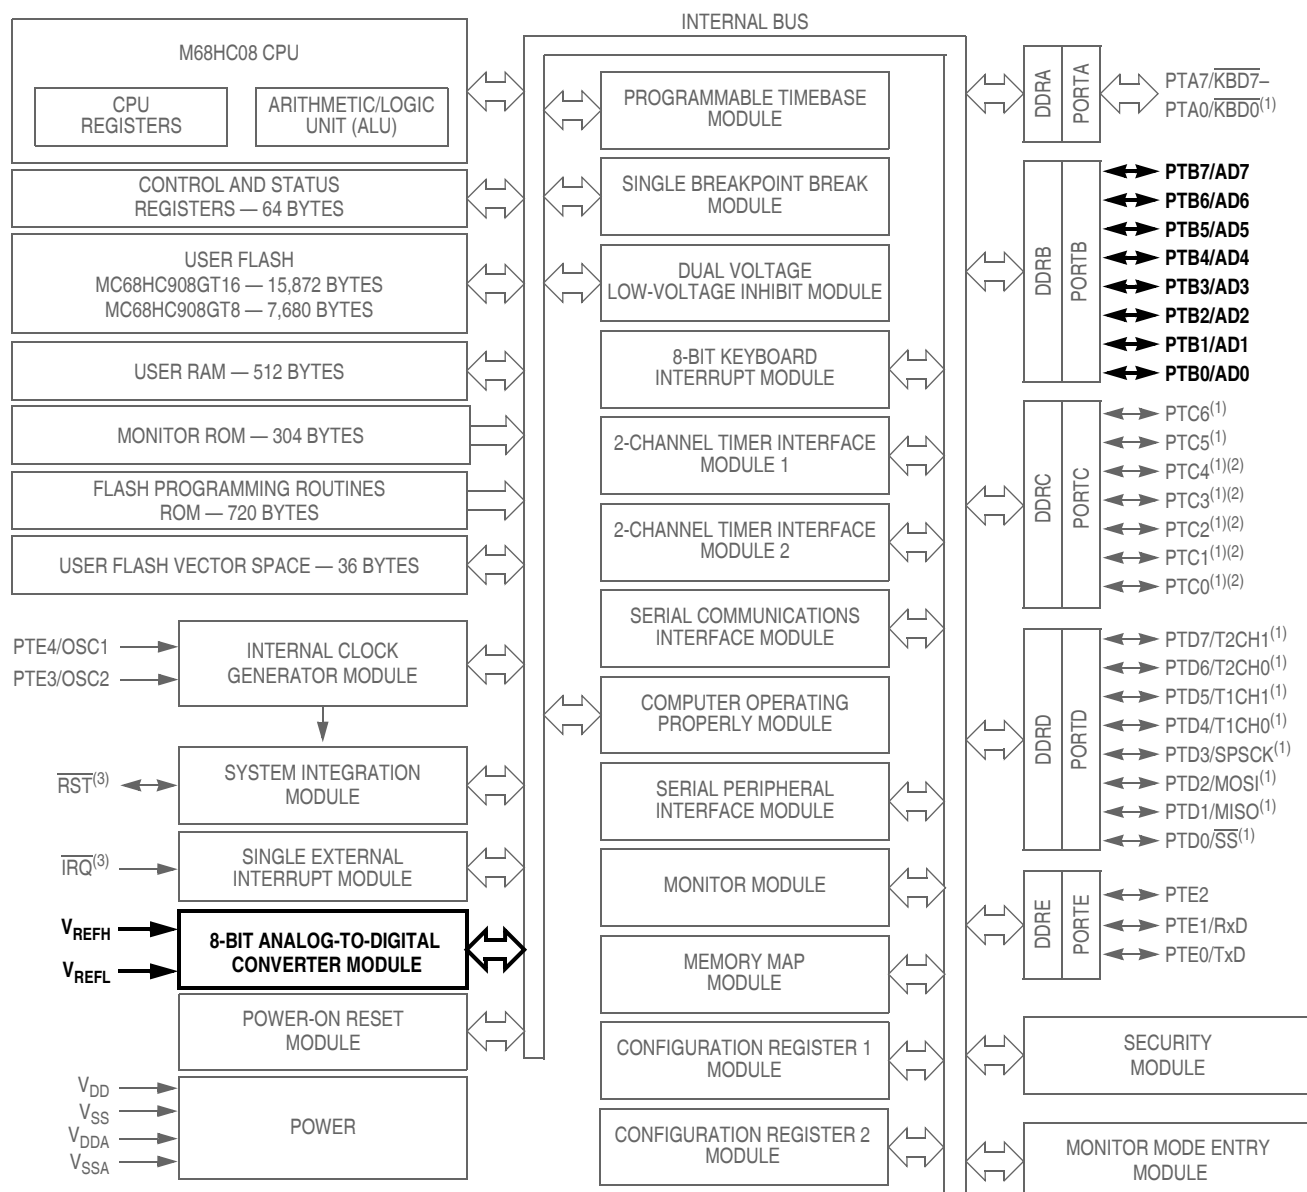 INTERNAL BUS
M68HC08 CPU
CPU
REGISTERS
ARITHMETIC/LOGIC
UNIT (ALU)
CONTROL AND STATUS
REGISTERS — 64 BYTES
USER FLASH
MC68HC908GT16 — 15,872 BYTES
MC68HC908GT8 — 7,680 BYTES
USER RAM — 512 BYTES
MONITOR ROM — 304 BYTES
FLASH PROGRAMMING ROUTINES
ROM — 720 BYTES
USER FLASH VECTOR SPACE — 36 BYTES
PTE4/OSC1
PTE3/OSC2
INTERNAL CLOCK
GENERATOR MODULE
RST(3)
SYSTEM INTEGRATION
MODULE
IRQ(3)
SINGLE EXTERNAL
INTERRUPT MODULE
VREFH
VREFL
8-BIT ANALOG-TO-DIGITAL
CONVERTER MODULE
POWER-ON RESET
MODULE
VDD
VSS
VDDA
VSSA
POWER
PROGRAMMABLE TIMEBASE
MODULE
SINGLE BREAKPOINT BREAK
MODULE
DUAL VOLTAGE
LOW-VOLTAGE INHIBIT MODULE
8-BIT KEYBOARD
INTERRUPT MODULE
2-CHANNEL TIMER INTERFACE
MODULE 1
2-CHANNEL TIMER INTERFACE
MODULE 2
SERIAL COMMUNICATIONS
INTERFACE MODULE
COMPUTER OPERATING
PROPERLY MODULE
SERIAL PERIPHERAL
INTERFACE MODULE
MONITOR MODULE
MEMORY MAP
MODULE
CONFIGURATION REGISTER 1
MODULE
CONFIGURATION REGISTER 2
MODULE
DDRA
PORTA
PTA7/KBD7–
PTA0/KBD0(1)
DDRB
PORTB
PTB7/AD7
PTB6/AD6
PTB5/AD5
PTB4/AD4
PTB3/AD3
PTB2/AD2
PTB1/AD1
PTB0/AD0
DDRC
PORTC
PTC6(1)
PTC5(1)
PTC4(1)(2)
PTC3(1)(2)
PTC2(1)(2)
PTC1(1)(2)
PTC0(1)(2)
DDRD
PORTD
PTD7/T2CH1(1)
PTD6/T2CH0(1)
PTD5/T1CH1(1)
PTD4/T1CH0(1)
PTD3/SPSCK(1)
PTD2/MOSI(1)
PTD1/MISO(1)
PTD0/SS(1)
DDRE
PORTE
PTE2
PTE1/RxD
PTE0/TxD
SECURITY
MODULE
MONITOR MODE ENTRY
MODULE